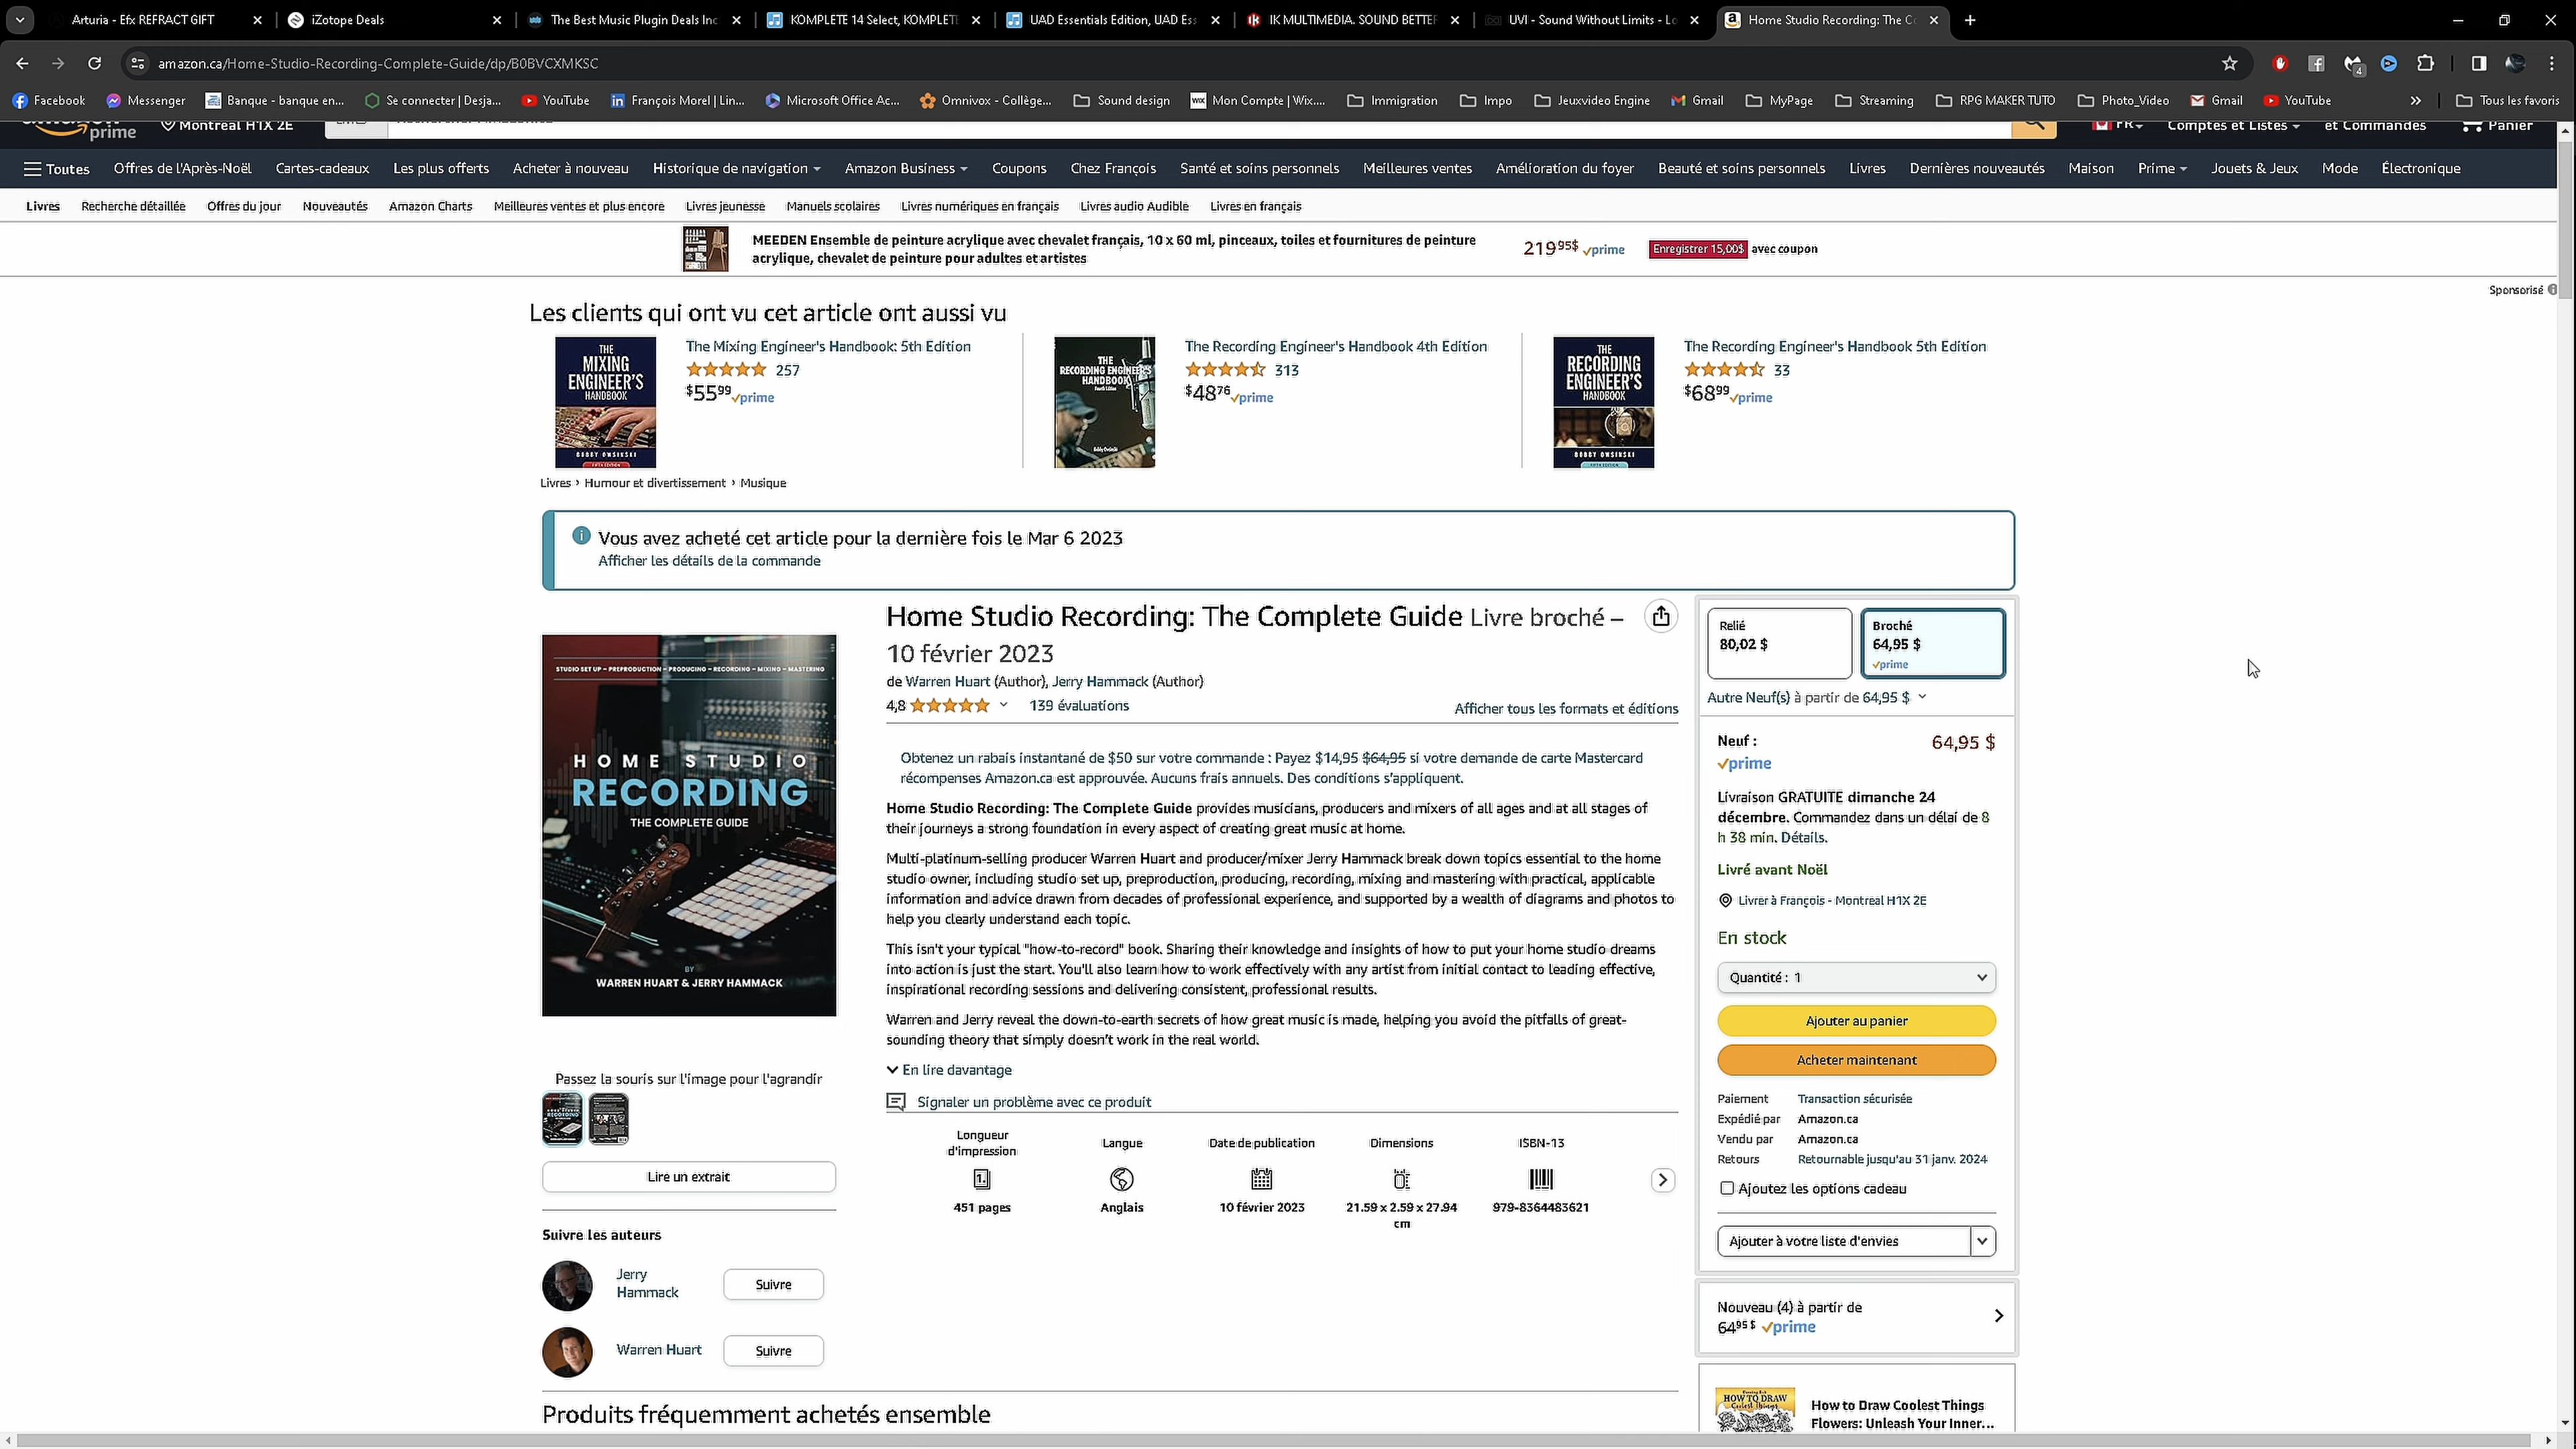 Arturia - Efx REFRACT GIFT
iZotope Deals
The Best Music Plugin Deals Inc
KOMPLETE 14 Select, KOMPLETE
UAD Essentials Edition, UAD Ess
IK MULTIMEDIA. SOUND BETTER
UVI - Sound Without Limits - Lo
Home Studio Recording: The Co
amazon.ca/Home-Studio-Recording-Complete-Guide/dp/B0BVCXMKSC
4
Facebook
Messenger
Banque - banque en...
Se connecter | Desja...
YouTube
François Morel | Lin...
Microsoft Office Ac...
Omnivox - Collège...
Sound design
Mon Compte | Wix....
Immigration
Impo
Jeuxvideo Engine
Gmail
MyPage
Streaming
RPG MAKER TUTO
Photo_Video
Gmail
YouTube
Tous les favoris
prime
Montreal H1X 2E
FR
Comptes et Listes
et Commandes
Panier
Toutes
Offres de l'Après-Noël
Cartes-cadeaux
Les plus offerts
Acheter à nouveau
Historique de navigation
Amazon Business
Coupons
Chez François
Santé et soins personnels
Meilleures ventes
Amélioration du foyer
Beauté et soins personnels
Livres
Dernières nouveautés
Maison
Prime
Jouets & Jeux
Mode
Électronique
Livres
Recherche détaillée
Offres du jour
Nouveautés
Amazon Charts
Meilleures ventes et plus encore
Livres jeunesse
Manuels scolaires
Livres numériques en français
Livres audio Audible
Livres en français
MEEDEN Ensemble de peinture acrylique avec chevalet français, 10 x 60 ml, pinceaux, toiles et fournitures de peinture
acrylique, chevalet de peinture pour adultes et artistes
219 95$ prime
Enregistrer 15,00$ avec coupon
Sponsorisé
Les clients qui ont vu cet article ont aussi vu
THE
MIXING
ENGINEER'S
HANDBOOK
BOBBY OWSINSKI
The Mixing Engineer's Handbook: 5th Edition
257
$55 99 prime
THE
RECORDING ENGINEER'S
HANDBOOK
The Recording Engineer's Handbook 4th Edition
313
$48 76 prime
THE
RECORDING
ENGINEER'S
HANDBOOK
BOBBY OWSINSKI
The Recording Engineer's Handbook 5th Edition
33
$68 99 prime
Livres › Humour et divertissement › Musique
Vous avez acheté cet article pour la dernière fois le Mar 6 2023
Afficher les détails de la commande
STUDIO SET UP – PREPRODUCTION – PRODUCING – RECORDING – MIXING – MASTERING
HOME STUDIO
RECORDING
THE COMPLETE GUIDE
BY
WARREN HUART & JERRY HAMMACK
Passez la souris sur l'image pour l'agrandir
Lire un extrait
Suivre les auteurs
Jerry
Hammack
Suivre
Warren Huart
Suivre
Home Studio Recording: The Complete Guide Livre broché –
10 février 2023
de Warren Huart (Author), Jerry Hammack (Author)
4,8
139 évaluations
Afficher tous les formats et éditions
Obtenez un rabais instantané de $50 sur votre commande : Payez $14,95 $64,95 si votre demande de carte Mastercard
récompenses Amazon.ca est approuvée. Aucuns frais annuels. Des conditions s'appliquent.
Home Studio Recording: The Complete Guide provides musicians, producers and mixers of all ages and at all stages of
their journeys a strong foundation in every aspect of creating great music at home.
Multi-platinum-selling producer Warren Huart and producer/mixer Jerry Hammack break down topics essential to the home
studio owner, including studio set up, preproduction, producing, recording, mixing and mastering with practical, applicable
information and advice drawn from decades of professional experience, and supported by a wealth of diagrams and photos to
help you clearly understand each topic.
This isn't your typical "how-to-record" book. Sharing their knowledge and insights of how to put your home studio dreams
into action is just the start. You'll also learn how to work effectively with any artist from initial contact to leading effective,
inspirational recording sessions and delivering consistent, professional results.
Warren and Jerry reveal the down-to-earth secrets of how great music is made, helping you avoid the pitfalls of great-
sounding theory that simply doesn't work in the real world.
En lire davantage
Signaler un problème avec ce produit
Longueur
d'impression
451 pages
Langue
Anglais
Date de publication
10 février 2023
Dimensions
21.59 x 2.59 x 27.94
cm
ISBN-13
979-8364483621
Relié
80,02 $
Broché
64,95 $
prime
Autre Neuf(s) à partir de 64,95 $
Neuf :
64,95 $
prime
Livraison GRATUITE dimanche 24
décembre. Commandez dans un délai de 8
h 38 min. Détails.
Livré avant Noël
Livrer à François - Montreal H1X 2E
En stock
Quantité : 1
Ajouter au panier
Acheter maintenant
Paiement Transaction sécurisée
Expédié par Amazon.ca
Vendu par Amazon.ca
Retours Retournable jusqu'au 31 janv. 2024
Ajoutez les options cadeau
Ajouter à votre liste d'envies
Nouveau (4) à partir de
64 95 $ prime
HOW TO DRAW
Coolest Things
How to Draw Coolest Things
Flowers: Unleash Your Inner...
Produits fréquemment achetés ensemble